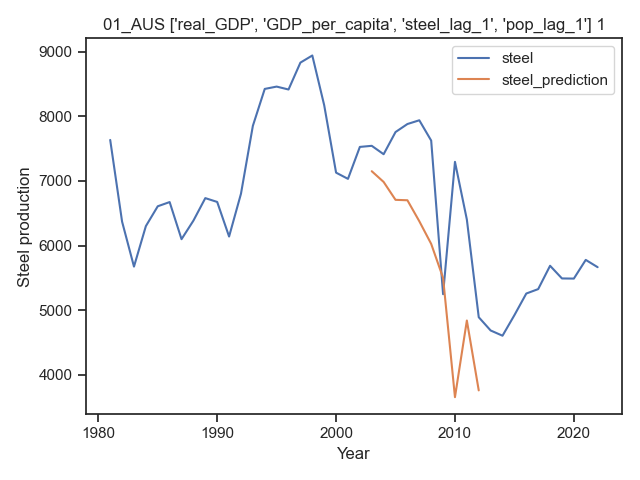 01_AUS ['real_GDP', 'GDP_per_capita', 'steel_lag_1', 'pop_lag_1'] 1
steel
steel_prediction
9000
8000
7000
6000
5000
4000
Steel production
1980
1990
2000
2010
2020
Year